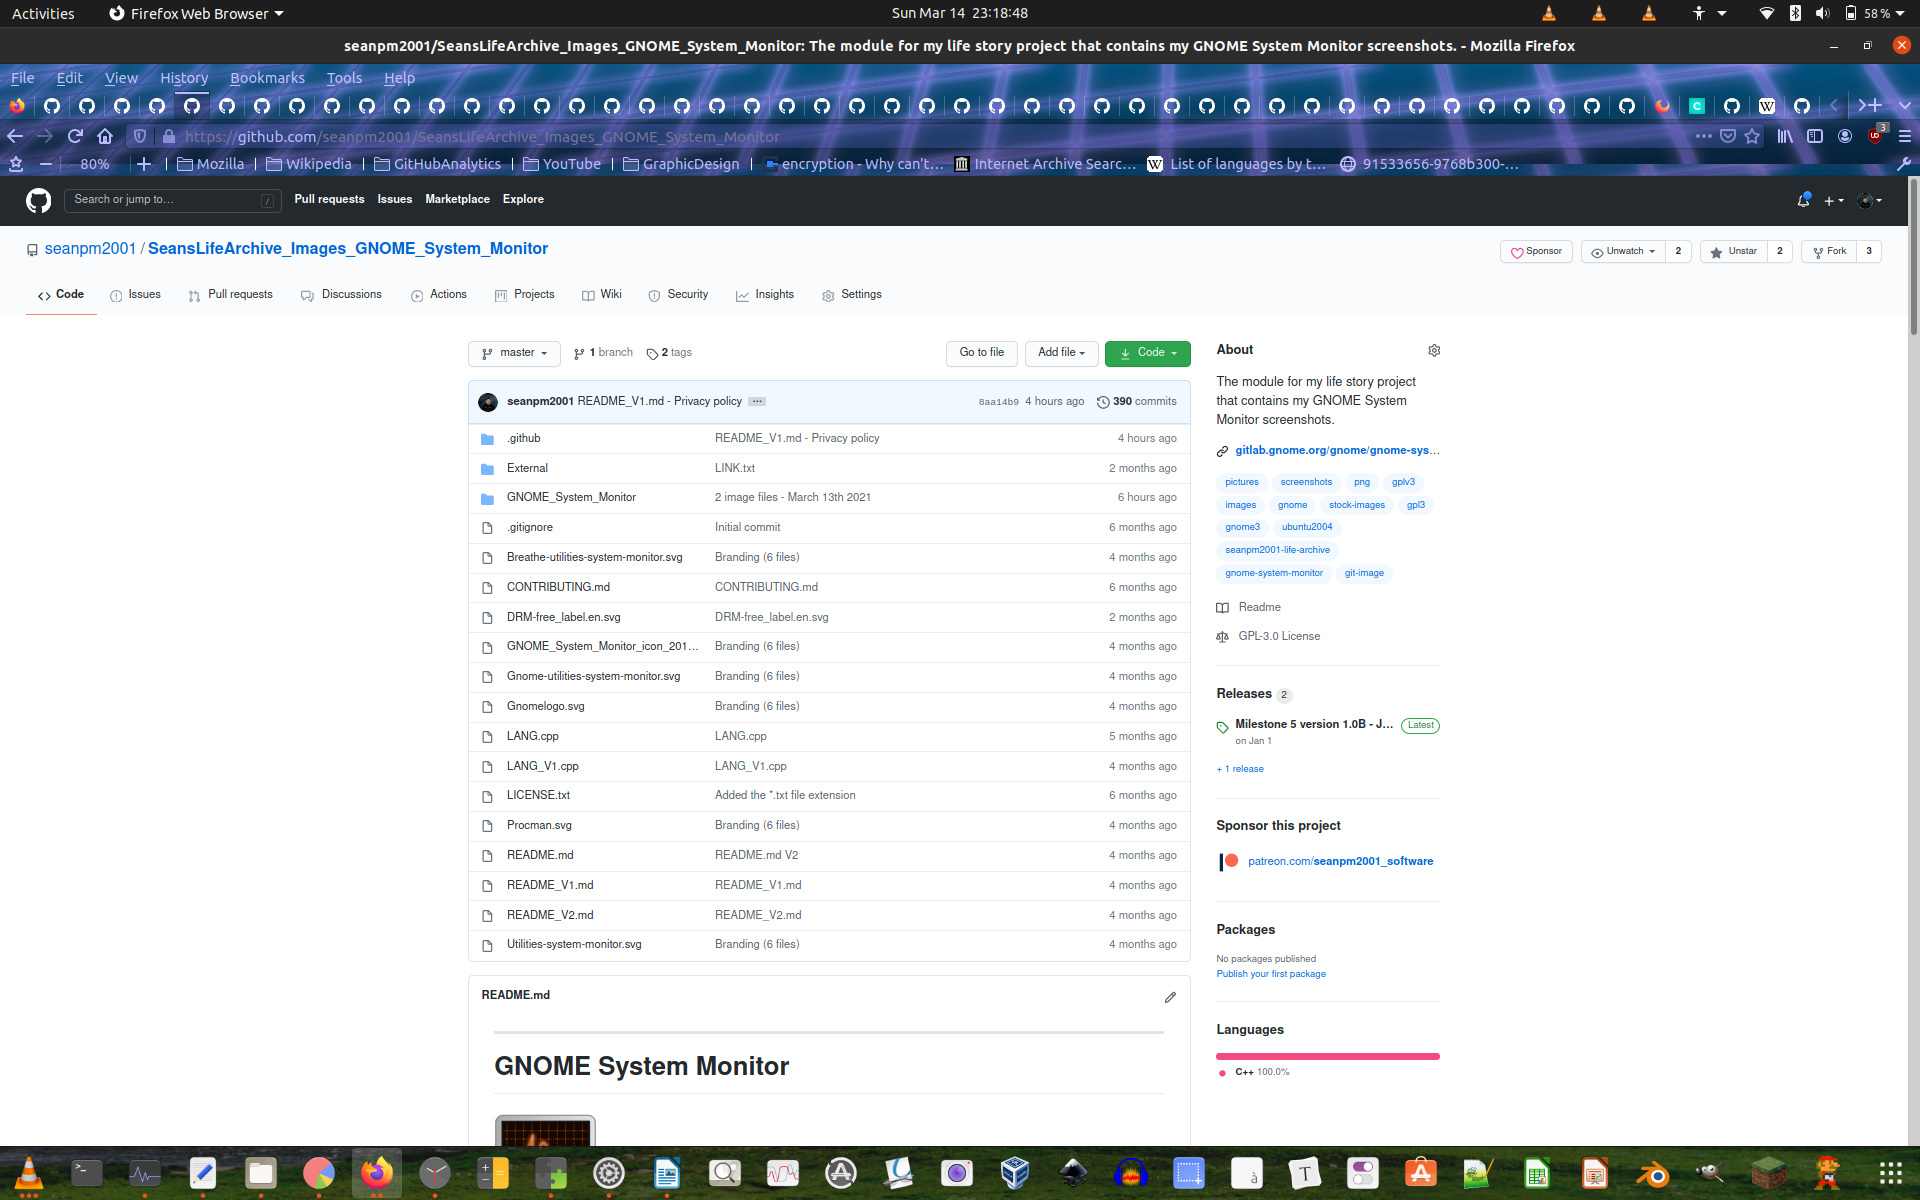 Activities Firefox Web Browser Sun Mar 14 23:18:48 58 %
seanpm2001/SeansLifeArchive_Images_GNOME_System_Monitor: The module for my life story project that contains my GNOME System Monitor screenshots. - Mozilla Firefox
File Edit View History Bookmarks Tools Help
https://github.com/seanpm2001/SeansLifeArchive_Images_GNOME_System_Monitor 3
80% Mozilla Wikipedia GitHubAnalytics YouTube GraphicDesign encryption - Why can't… Internet Archive Searc… List of languages by t… 91533656-9768b300-…
Search or jump to… / Pull requests Issues Marketplace Explore
seanpm2001 / SeansLifeArchive_Images_GNOME_System_Monitor Sponsor Unwatch 2 Unstar 2 Fork 3
Code Issues Pull requests Discussions Actions Projects Wiki Security Insights Settings
master 1 branch 2 tags Go to file Add file Code
seanpm2001 README_V1.md - Privacy policy … 8aa14b9 4 hours ago 390 commits
.github README_V1.md - Privacy policy 4 hours ago
External LINK.txt 2 months ago
GNOME_System_Monitor 2 image files - March 13th 2021 6 hours ago
.gitignore Initial commit 6 months ago
Breathe-utilities-system-monitor.svg Branding (6 files) 4 months ago
CONTRIBUTING.md CONTRIBUTING.md 6 months ago
DRM-free_label.en.svg DRM-free_label.en.svg 2 months ago
GNOME_System_Monitor_icon_201… Branding (6 files) 4 months ago
Gnome-utilities-system-monitor.svg Branding (6 files) 4 months ago
Gnomelogo.svg Branding (6 files) 4 months ago
LANG.cpp LANG.cpp 5 months ago
LANG_V1.cpp LANG_V1.cpp 4 months ago
LICENSE.txt Added the *.txt file extension 6 months ago
Procman.svg Branding (6 files) 4 months ago
README.md README.md V2 4 months ago
README_V1.md README_V1.md 4 months ago
README_V2.md README_V2.md 4 months ago
Utilities-system-monitor.svg Branding (6 files) 4 months ago
README.md
GNOME System Monitor
About
The module for my life story project
that contains my GNOME System
Monitor screenshots.
gitlab.gnome.org/gnome/gnome-sys…
pictures screenshots png gplv3
images gnome stock-images gpl3
gnome3 ubuntu2004
seanpm2001-life-archive
gnome-system-monitor git-image
Readme
GPL-3.0 License
Releases 2
Milestone 5 version 1.0B - J… Latest
on Jan 1
+ 1 release
Sponsor this project
patreon.com/seanpm2001_software
Packages
No packages published
Publish your first package
Languages
C++ 100.0%